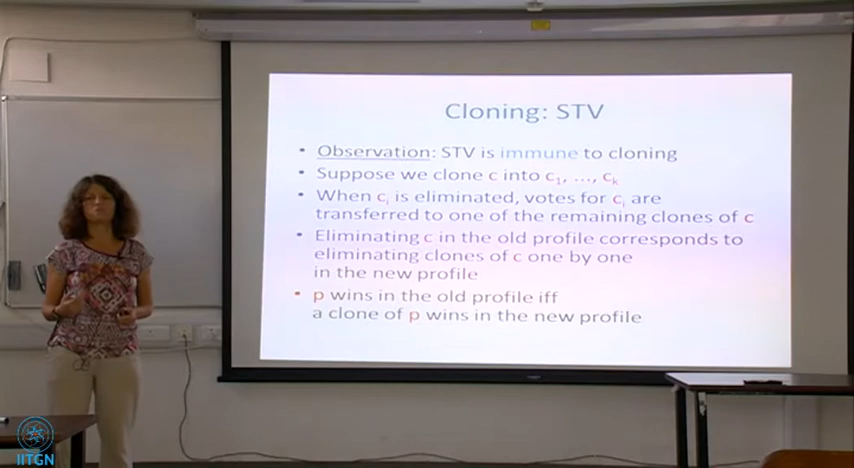 Cloning: STV
• Observation: STV is immune to cloning
• Suppose we clone c into c₁, ..., cₖ
• When cᵢ is eliminated, votes for cᵢ are
transferred to one of the remaining clones of c
• Eliminating c in the old profile corresponds to
eliminating clones of c one by one
in the new profile
• p wins in the old profile iff
a clone of p wins in the new profile
IITGN